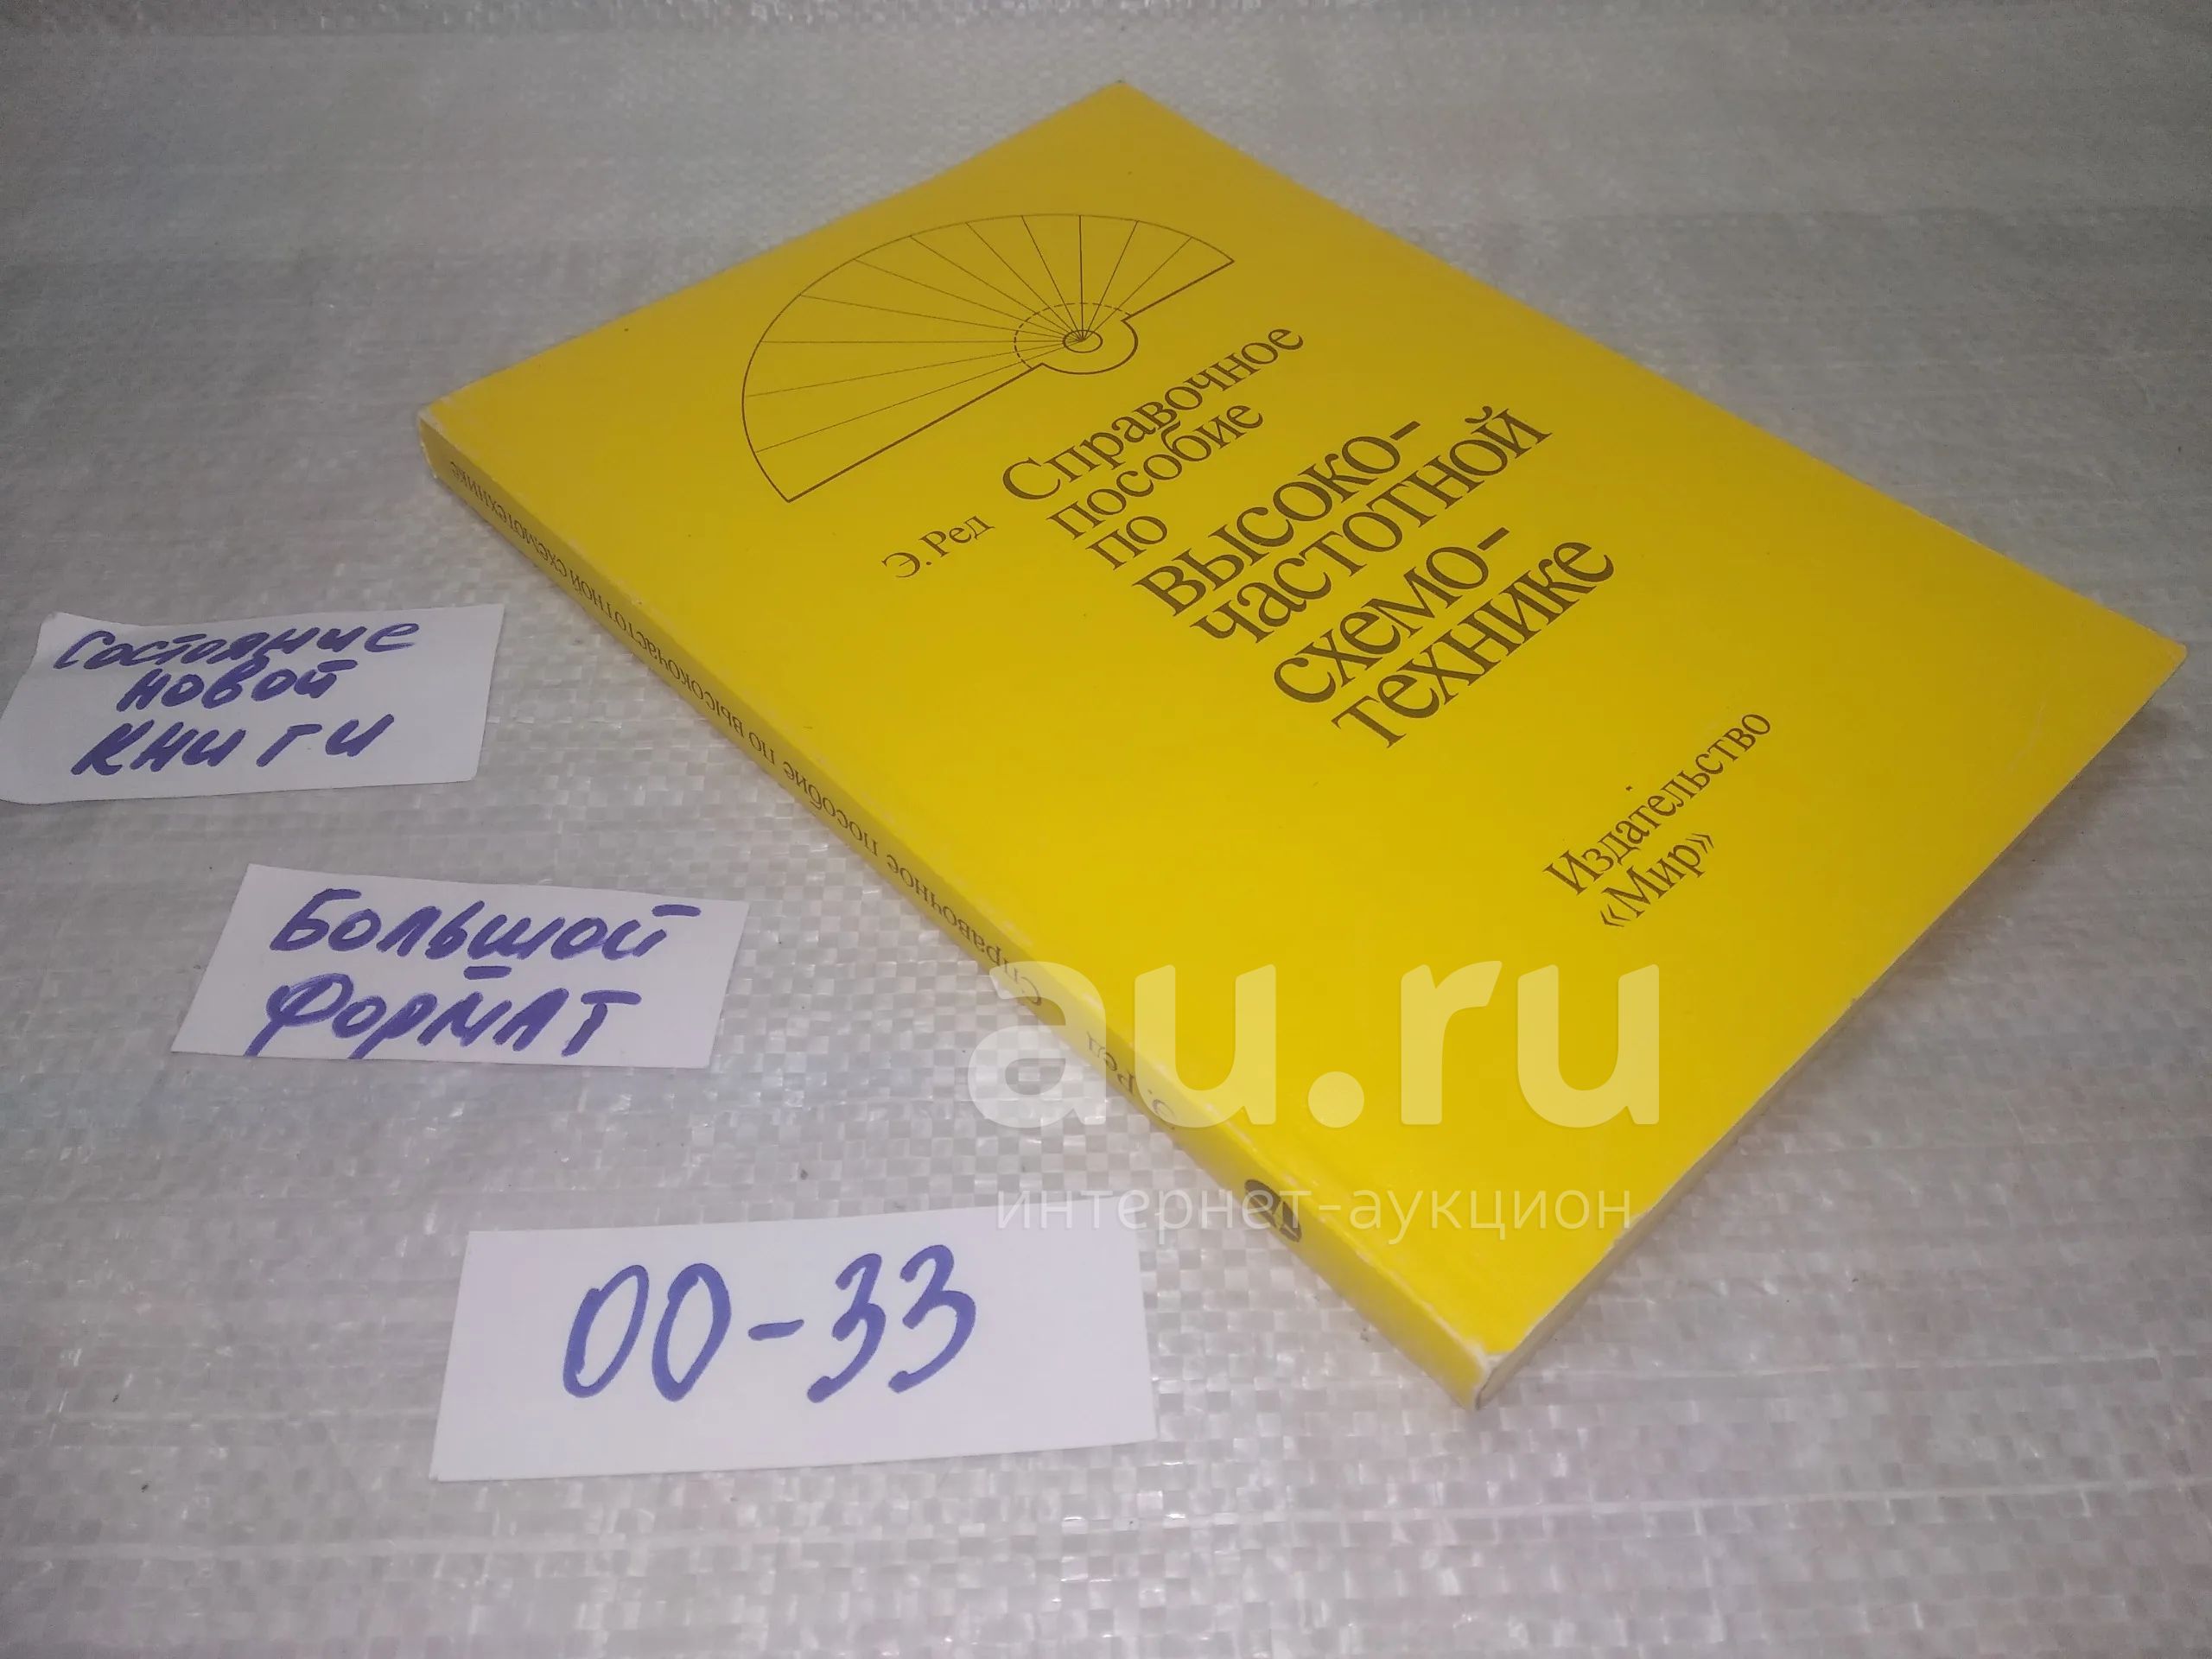 Э. Ред
Справочное
пособие
по
высоко-
частотной
схемо-
технике
Издательство
«Мир»
Э. Ред Справочное пособие по высокочастотной схемотехнике
Состояние
новой
книги
Большой
формат
00-33
au.ru
интернет-аукцион